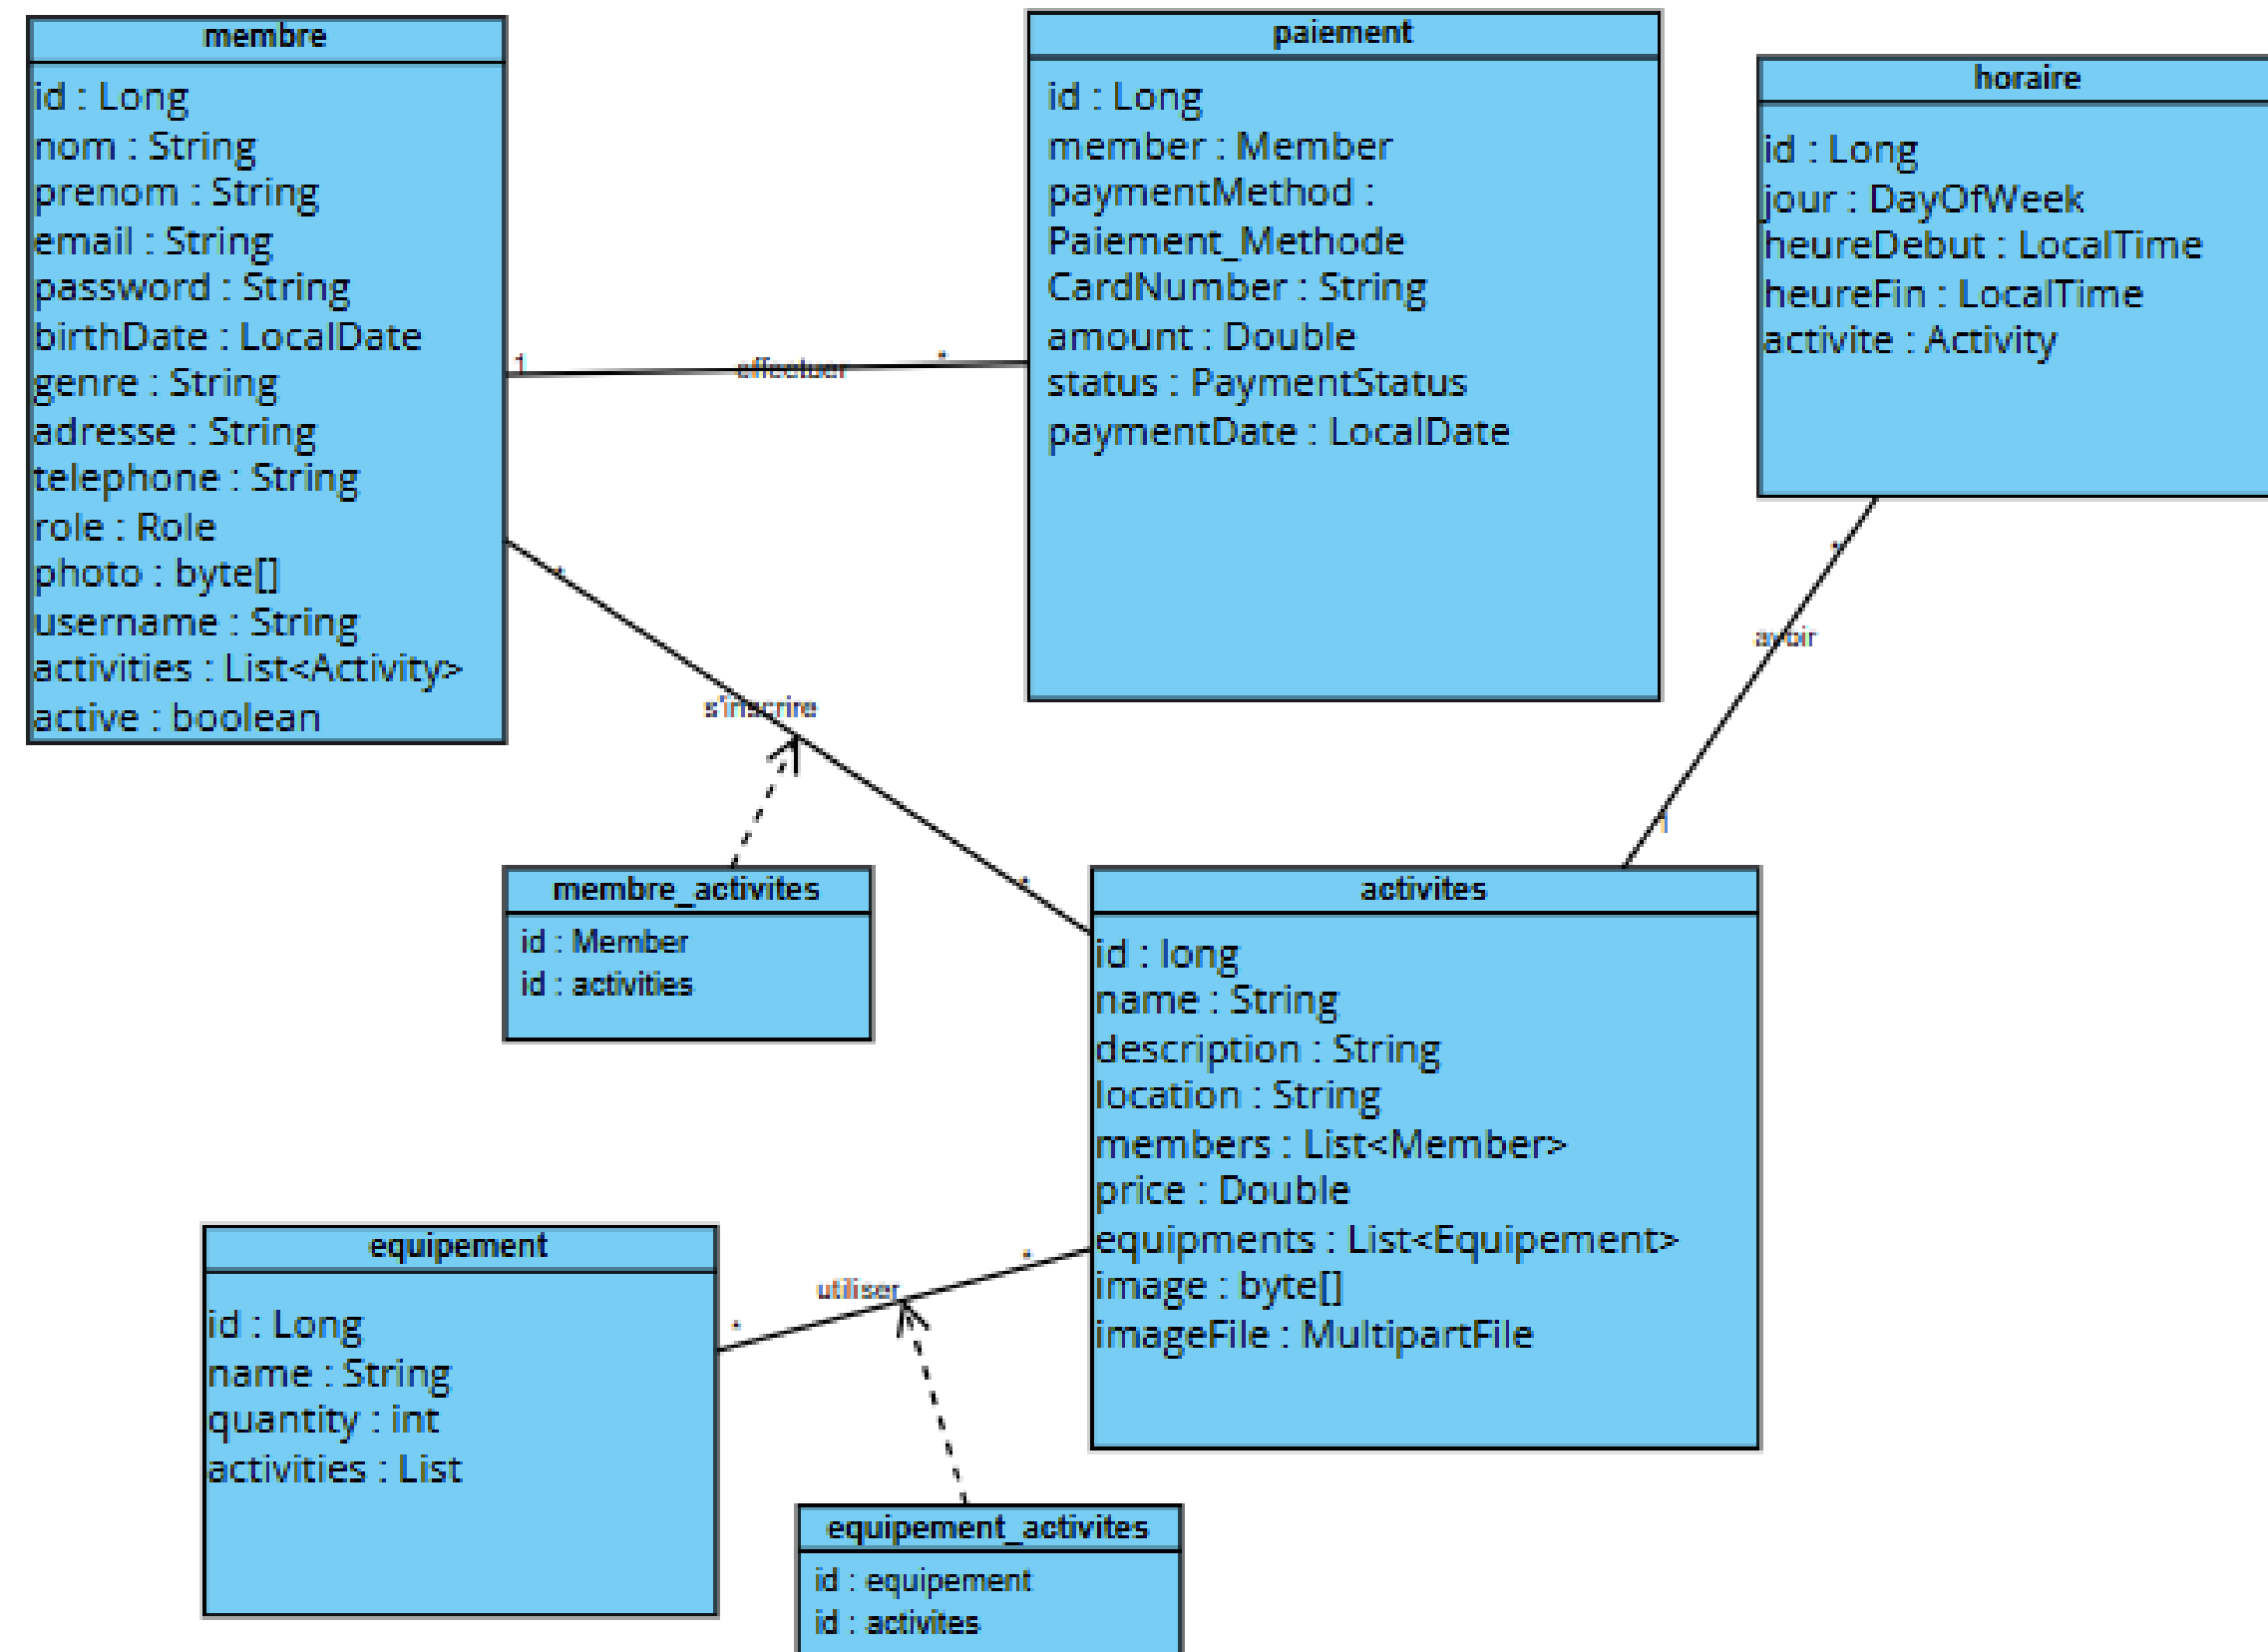 membre
id : Long
nom : String
prenom : String
email : String
password : String
birthDate : LocalDate
genre : String
adresse : String
telephone : String
role : Role
photo : byte[]
username : String
activities : List<Activity>
active : boolean
paiement
id : Long
member : Member
paymentMethod :
Paiement_Methode
CardNumber : String
amount : Double
status : PaymentStatus
paymentDate : LocalDate
horaire
id : Long
jour : DayOfWeek
heureDebut : LocalTime
heureFin : LocalTime
activite : Activity
1
effectuer
*
*
s'inscrire
*
*
avoir
1
membre_activites
id : Member
id : activities
activites
id : long
name : String
description : String
location : String
members : List<Member>
price : Double
equipments : List<Equipement>
image : byte[]
imageFile : MultipartFile
equipement
id : Long
name : String
quantity : int
activities : List
*
utiliser
*
equipement_activites
id : equipement
id : activites